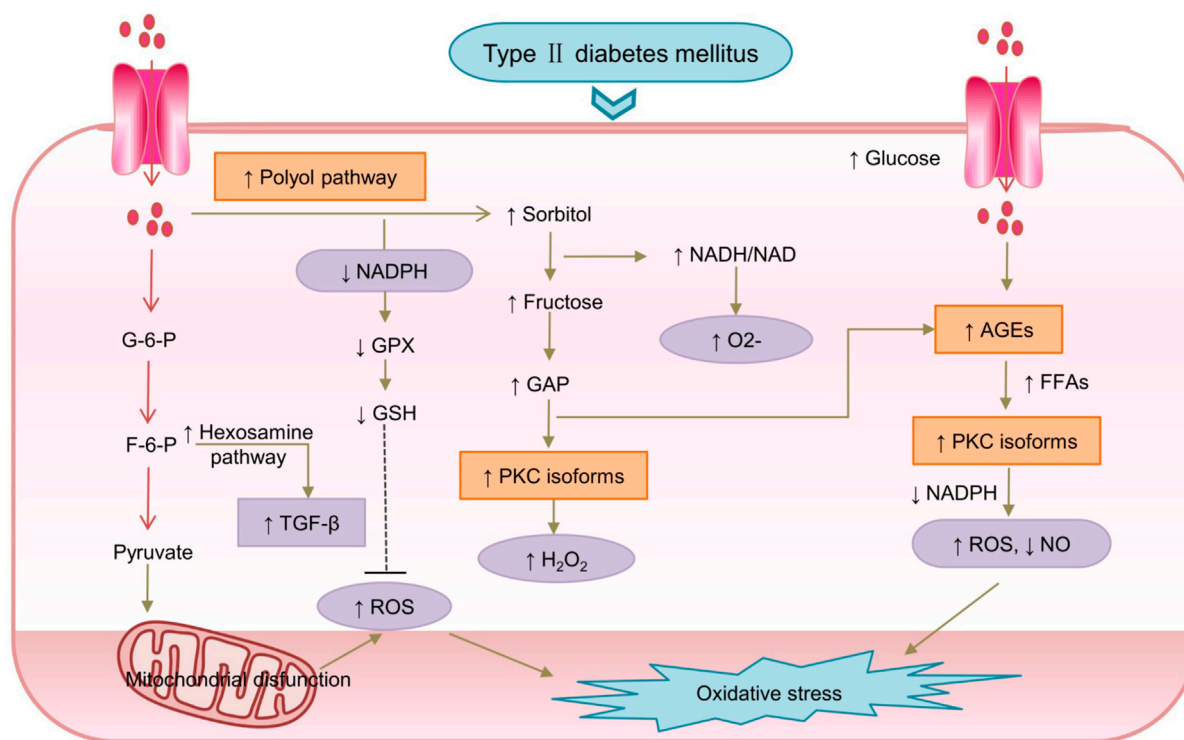 Type Ⅱ diabetes mellitus
↑ Glucose
↑ Polyol pathway
↑ Sorbitol
↓ NADPH
↑ NADH/NAD
↑ Fructose
G-6-P
↓ GPX
↑ O2-
↑ AGEs
↑ GAP
↑ FFAs
↓ GSH
F-6-P
↑ Hexosamine
pathway
↑ PKC isoforms
↑ PKC isoforms
↓ NADPH
↑ TGF-β
Pyruvate
↑ H₂O₂
↑ ROS, ↓ NO
↑ ROS
Mitochondrial disfunction
Oxidative stress